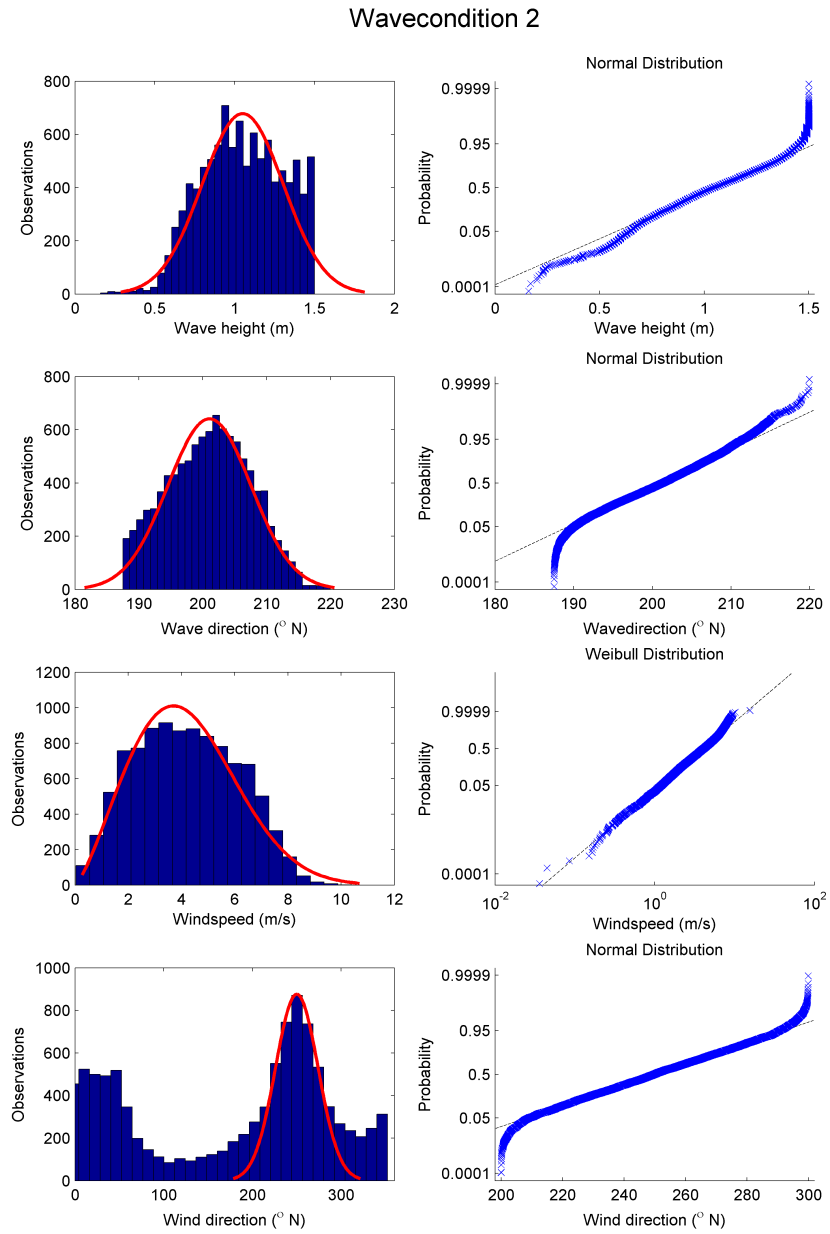 Wavecondition 2
Normal Distribution
800
600
400
200
0
Observations
0 0.5 1 1.5 2
Wave height (m)
0.9999
0.95
0.5
0.05
0.0001
Probability
0 0.5 1 1.5
Wave height (m)
Normal Distribution
800
600
400
200
0
Observations
180 190 200 210 220 230
Wave direction (° N)
0.9999
0.95
0.5
0.05
0.0001
Probability
180 190 200 210 220
Wavedirection (° N)
Weibull Distribution
1200
1000
800
600
400
200
0
Observations
0 2 4 6 8 10 12
Windspeed (m/s)
0.9999
0.5
0.05
0.0001
Probability
10⁻² 10⁰ 10²
Windspeed (m/s)
Normal Distribution
1000
800
600
400
200
0
Observations
0 100 200 300
Wind direction (° N)
0.9999
0.95
0.5
0.05
0.0001
Probability
200 220 240 260 280 300
Wind direction (° N)